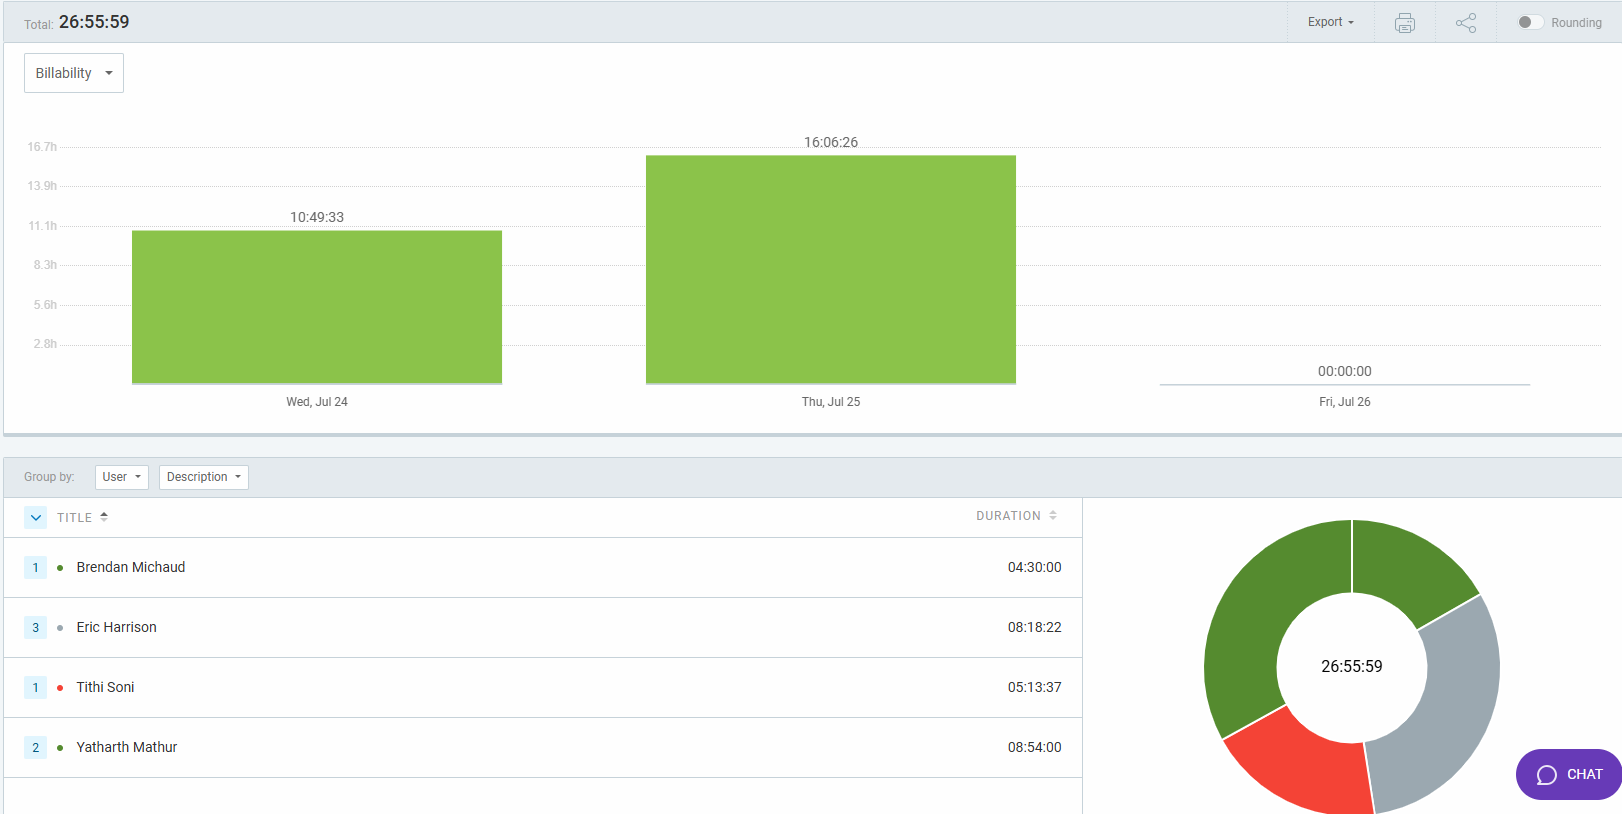 Total: 26:55:59 Export Rounding
Billability
16:06:26
16.7h
13.9h
10:49:33
11.1h
8.3h
5.6h
2.8h
00:00:00
Wed, Jul 24 Thu, Jul 25 Fri, Jul 26
Group by: User Description
TITLE DURATION
1 Brendan Michaud 04:30:00
3 Eric Harrison 08:18:22
1 Tithi Soni 05:13:37
2 Yatharth Mathur 08:54:00
26:55:59
CHAT